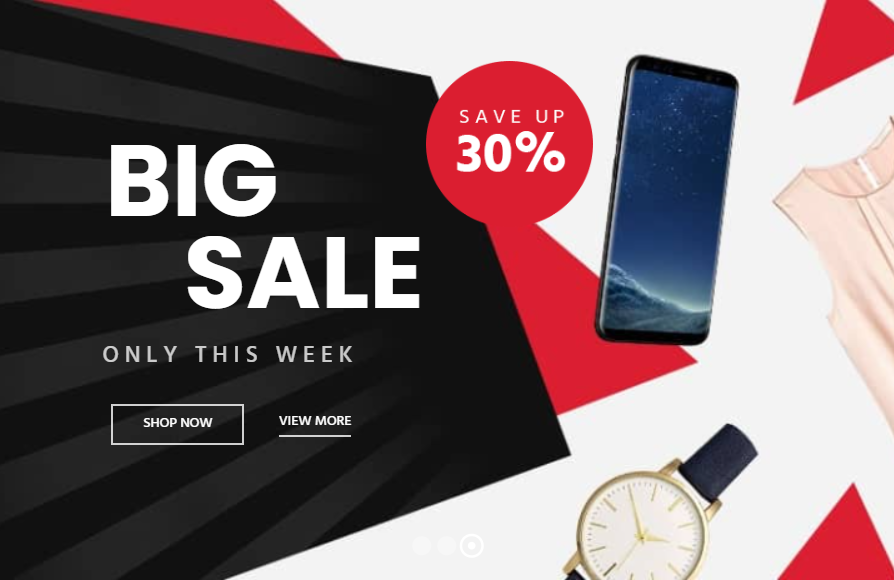 BIG
SALE
ONLY THIS WEEK
SHOP NOW
VIEW MORE
SAVE UP
30%